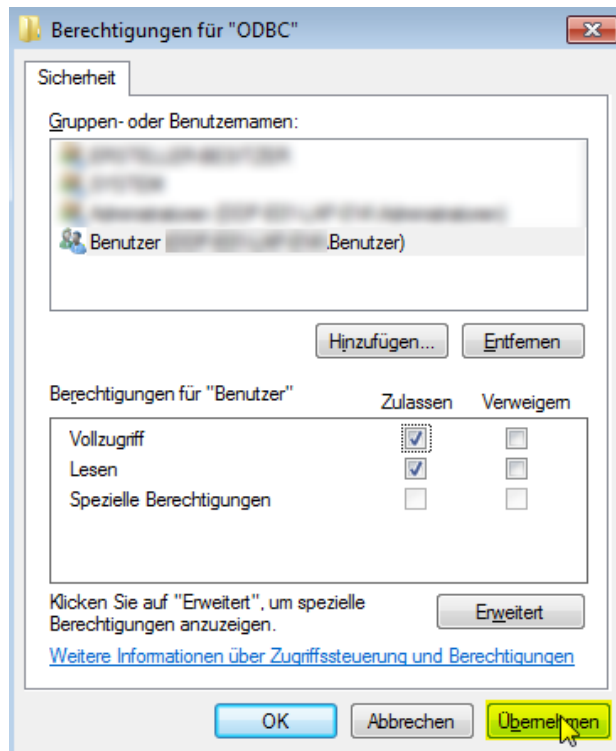 Berechtigungen für "ODBC"
Sicherheit
Gruppen- oder Benutzernamen:
Benutzer .Benutzer)
Hinzufügen... Entfernen
Berechtigungen für "Benutzer" Zulassen Verweigern
Vollzugriff
Lesen
Spezielle Berechtigungen
Klicken Sie auf "Erweitert", um spezielle
Berechtigungen anzuzeigen.
Erweitert
Weitere Informationen über Zugriffssteuerung und Berechtigungen
OK Abbrechen Übernehmen